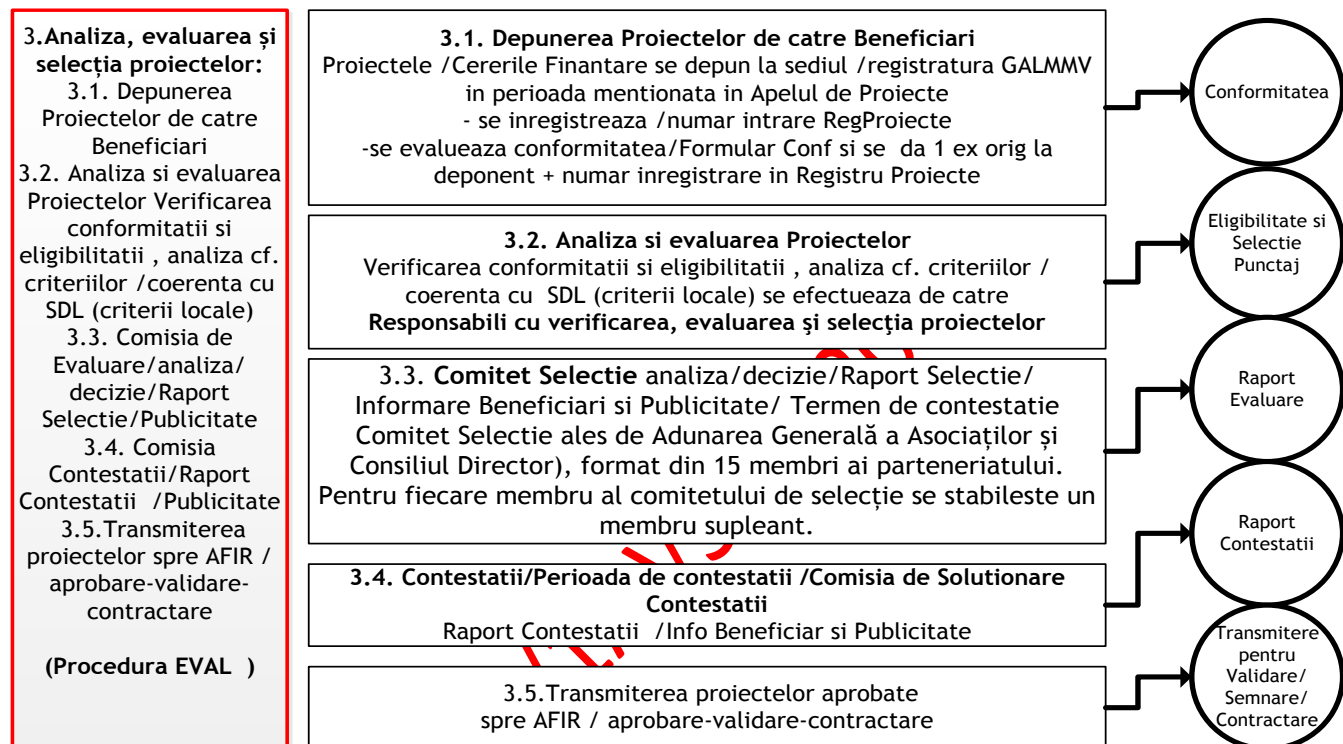 3.Analiza, evaluarea și
selecția proiectelor:
3.1. Depunerea
Proiectelor de catre
Beneficiari
3.2. Analiza si evaluarea
Proiectelor Verificarea
conformitatii si
eligibilitatii , analiza cf.
criteriilor /coerenta cu
SDL (criterii locale)
3.3. Comisia de
Evaluare/analiza/
decizie/Raport
Selectie/Publicitate
3.4. Comisia
Contestatii/Raport
Contestatii /Publicitate
3.5.Transmiterea
proiectelor spre AFIR /
aprobare-validare-
contractare
(Procedura EVAL )
3.1. Depunerea Proiectelor de catre Beneficiari
Proiectele /Cererile Finantare se depun la sediul /registratura GALMMV
in perioada mentionata in Apelul de Proiecte
- se inregistreaza /numar intrare RegProiecte
-se evalueaza conformitatea/Formular Conf si se da 1 ex orig la
deponent + numar inregistrare in Registru Proiecte
Conformitatea
3.2. Analiza si evaluarea Proiectelor
Verificarea conformitatii si eligibilitatii , analiza cf. criteriilor /
coerenta cu SDL (criterii locale) se efectueaza de catre
Responsabili cu verificarea, evaluarea şi selecţia proiectelor
Eligibilitate si
Selectie
Punctaj
3.3. Comitet Selectie analiza/decizie/Raport Selectie/
Informare Beneficiari si Publicitate/ Termen de contestatie
Comitet Selectie ales de Adunarea Generală a Asociaților și
Consiliul Director), format din 15 membri ai parteneriatului.
Pentru fiecare membru al comitetului de selecție se stabileste un
membru supleant.
Raport
Evaluare
3.4. Contestatii/Perioada de contestatii /Comisia de Solutionare
Contestatii
Raport Contestatii /Info Beneficiar si Publicitate
Raport
Contestatii
3.5.Transmiterea proiectelor aprobate
spre AFIR / aprobare-validare-contractare
Transmitere
pentru
Validare/
Semnare/
Contractare